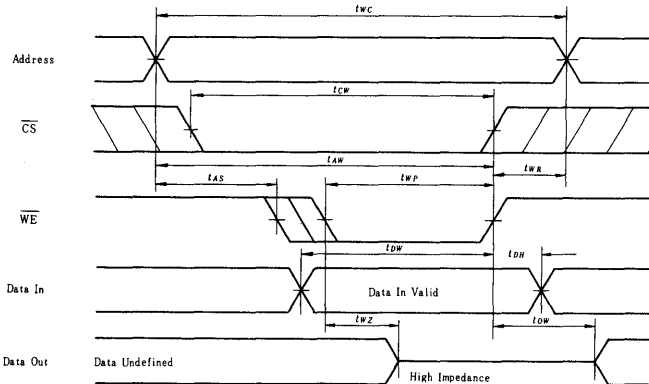 tWC
Address
tCW
CS
tAW
tWR
tAS
tWP
WE
tDW
tDH
Data In
Data In Valid
tWZ
tOW
Data Out
Data Undefined
High Impedance